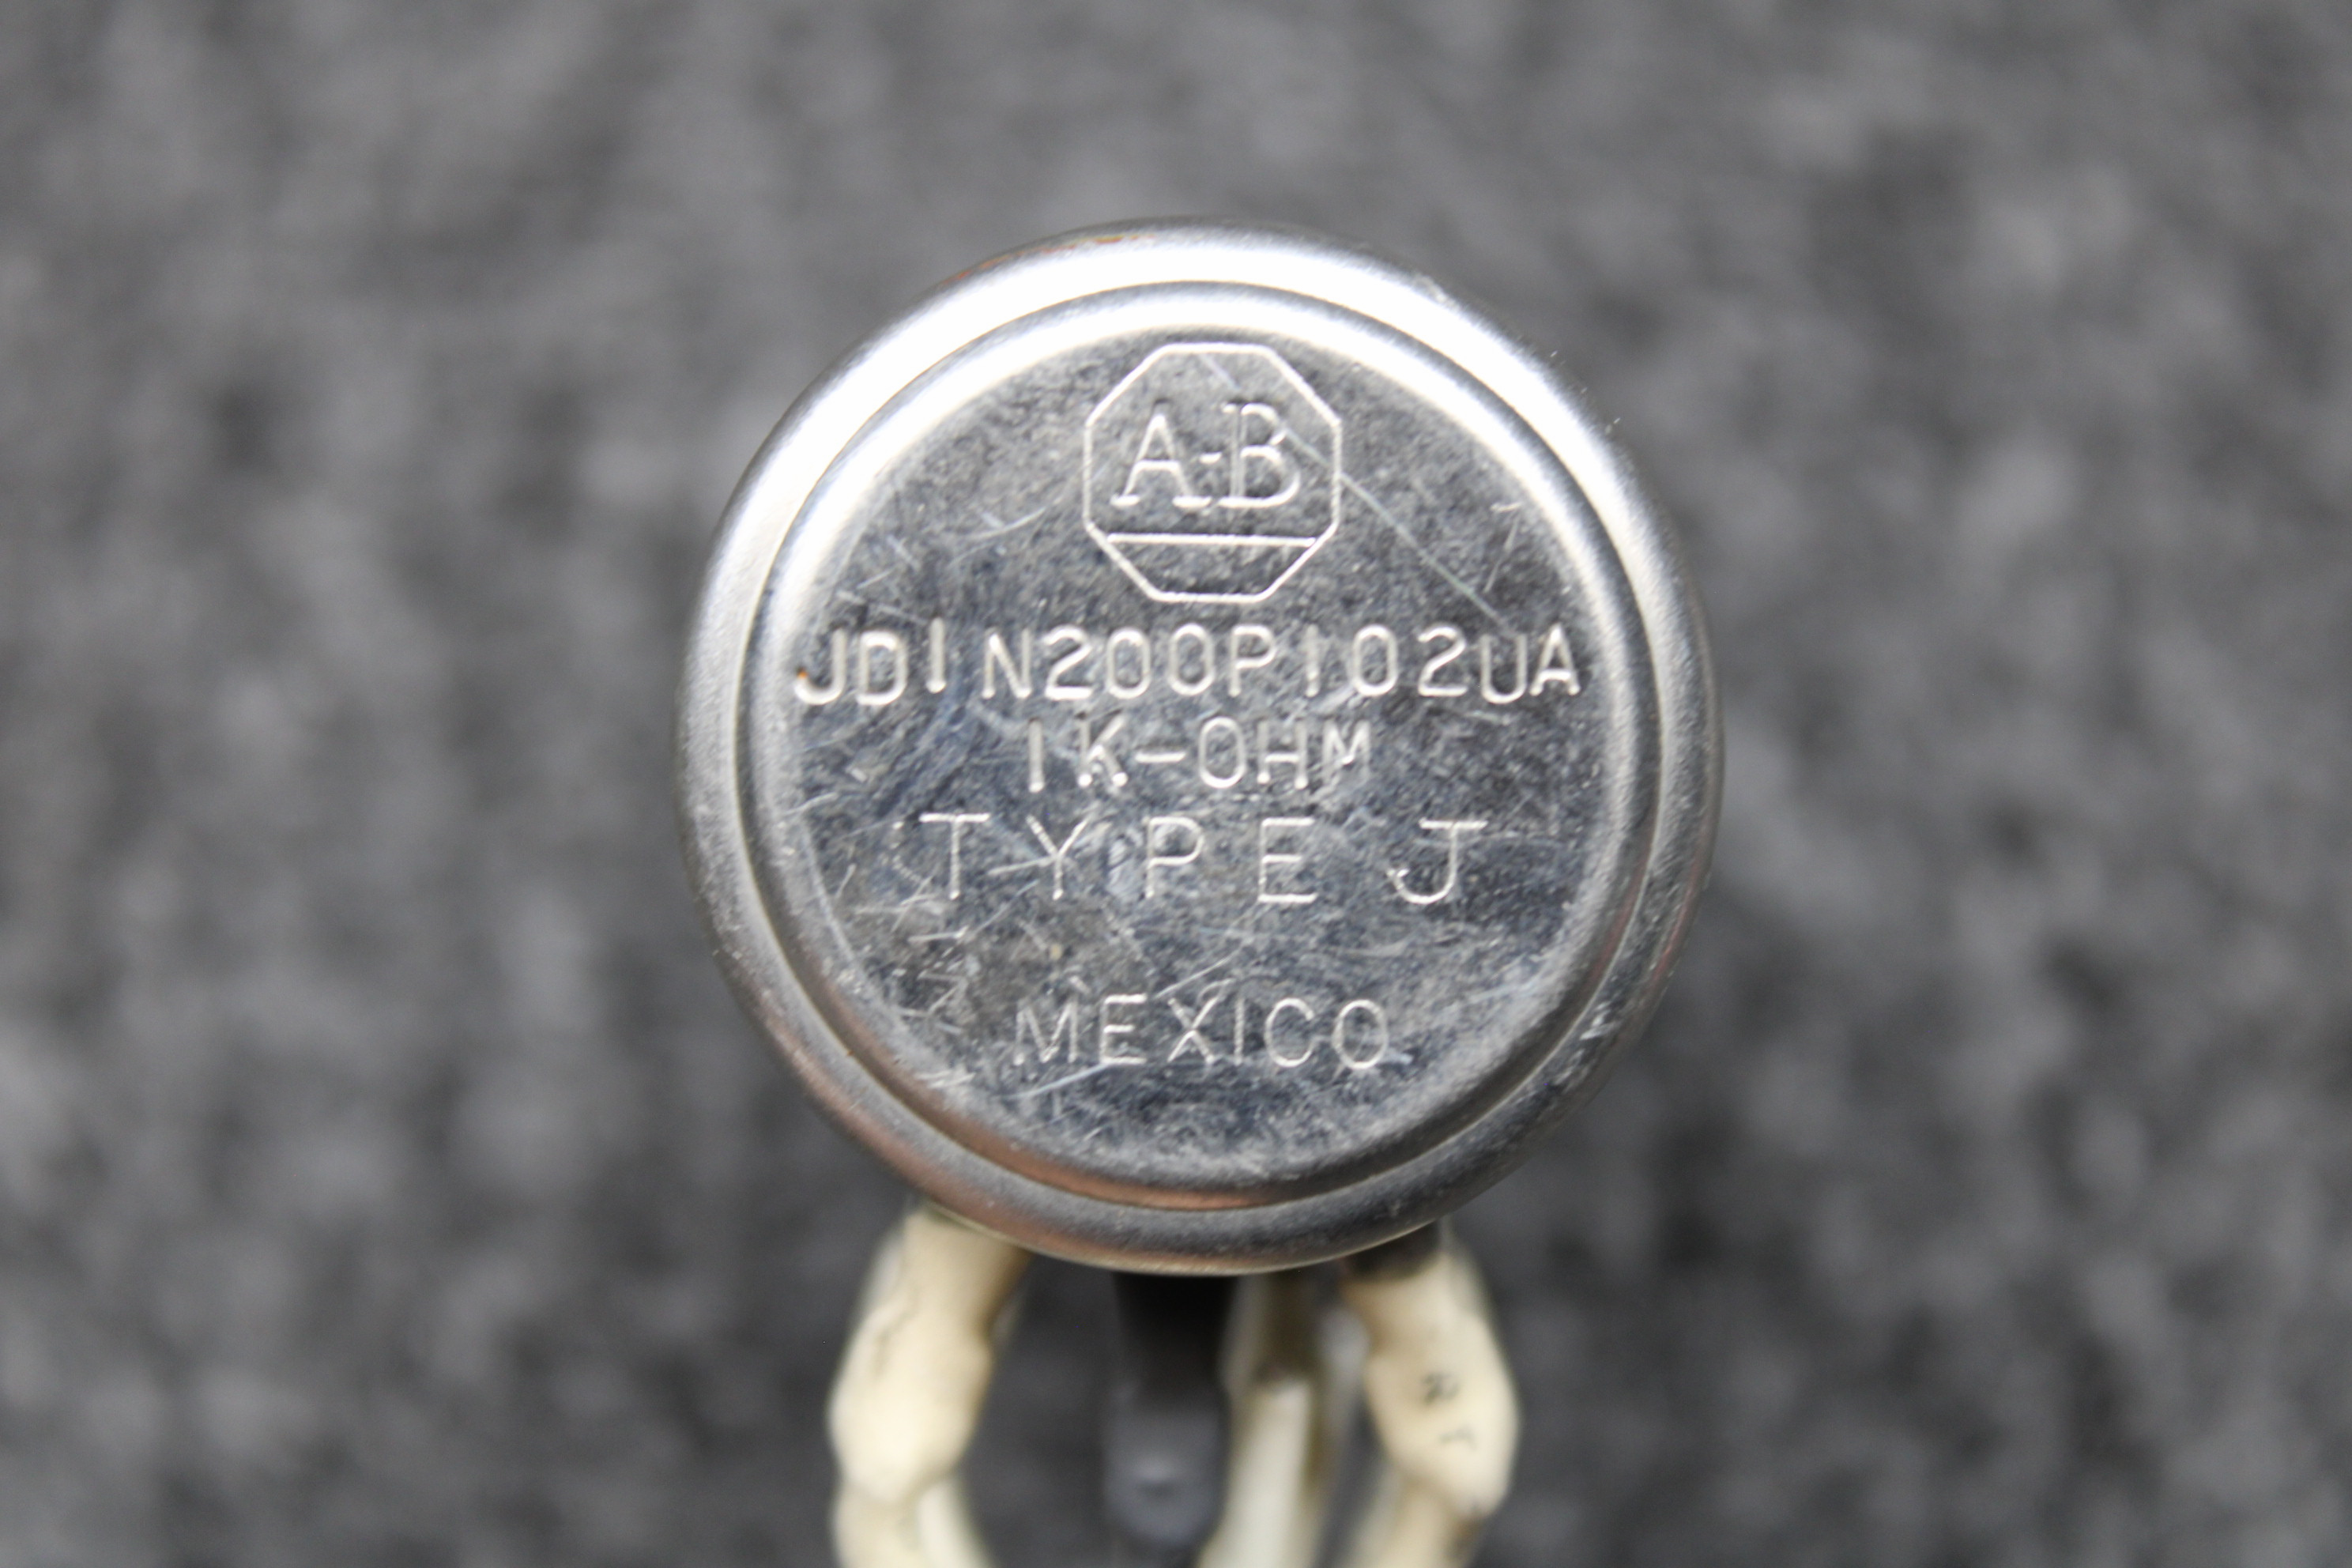 A-B
JD1N200P102UA
1K-OHM
TYPE J
MEXICO